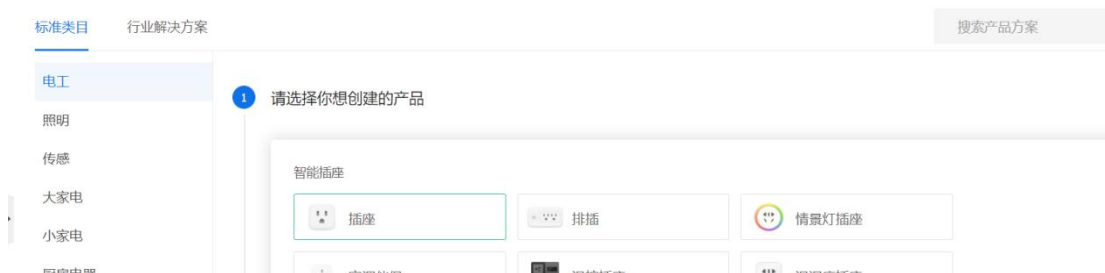 标准类目 行业解决方案 搜索产品方案
电工
1 请选择你想创建的产品
照明
传感
智能插座
大家电
插座 排插 情景灯插座
小家电